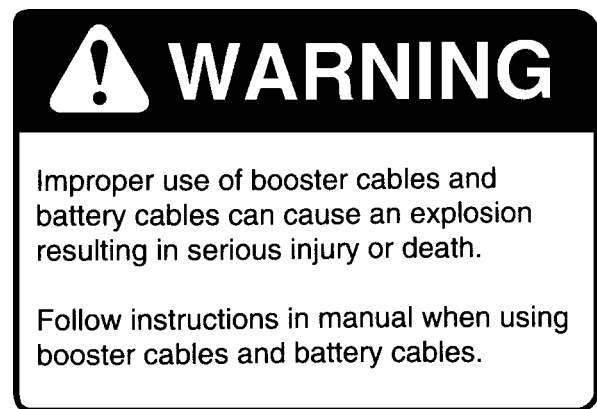 WARNING
Improper use of booster cables and
battery cables can cause an explosion
resulting in serious injury or death.
Follow instructions in manual when using
booster cables and battery cables.